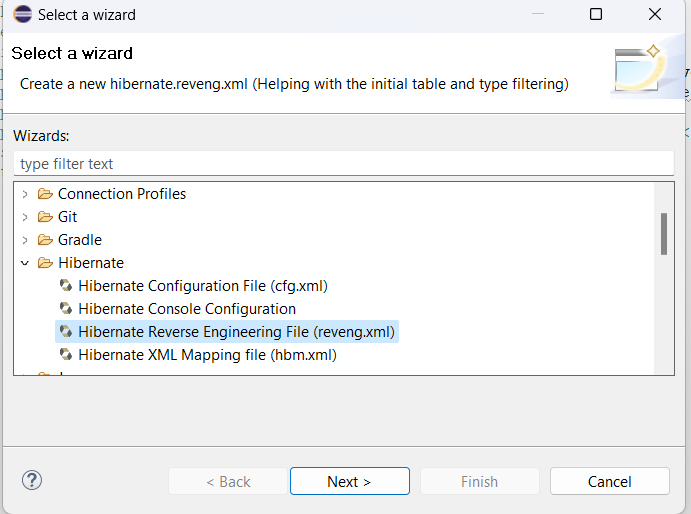 Select a wizard
Select a wizard
Create a new hibernate.reveng.xml (Helping with the initial table and type filtering)
Wizards:
type filter text
Connection Profiles
Git
Gradle
Hibernate
Hibernate Configuration File (cfg.xml)
Hibernate Console Configuration
Hibernate Reverse Engineering File (reveng.xml)
Hibernate XML Mapping file (hbm.xml)
< Back
Next >
Finish
Cancel